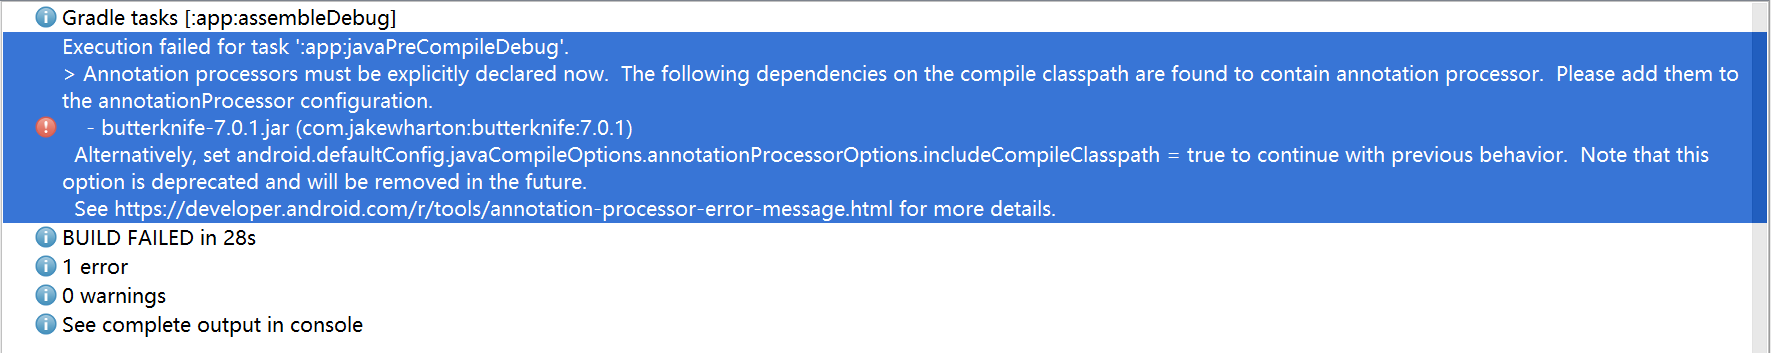 Gradle tasks [:app:assembleDebug]
Execution failed for task ':app:javaPreCompileDebug'.
> Annotation processors must be explicitly declared now.  The following dependencies on the compile classpath are found to contain annotation processor.  Please add them to
the annotationProcessor configuration.
- butterknife-7.0.1.jar (com.jakewharton:butterknife:7.0.1)
Alternatively, set android.defaultConfig.javaCompileOptions.annotationProcessorOptions.includeCompileClasspath = true to continue with previous behavior.  Note that this
option is deprecated and will be removed in the future.
See https://developer.android.com/r/tools/annotation-processor-error-message.html for more details.
BUILD FAILED in 28s
1 error
0 warnings
See complete output in console